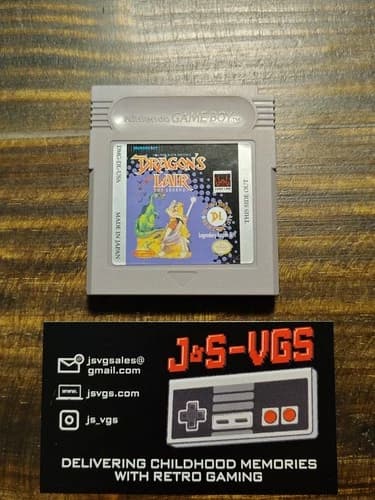 Nintendo GAME BOY
DMG-DL-USA
MADE IN JAPAN
DRAGON'S
LAIR
THE LEGEND
THIS SIDE OUT
J&S-VGS
jsvgsales@
gmail.com
jsvgs.com
js_vgs
DELIVERING CHILDHOOD MEMORIES
WITH RETRO GAMING